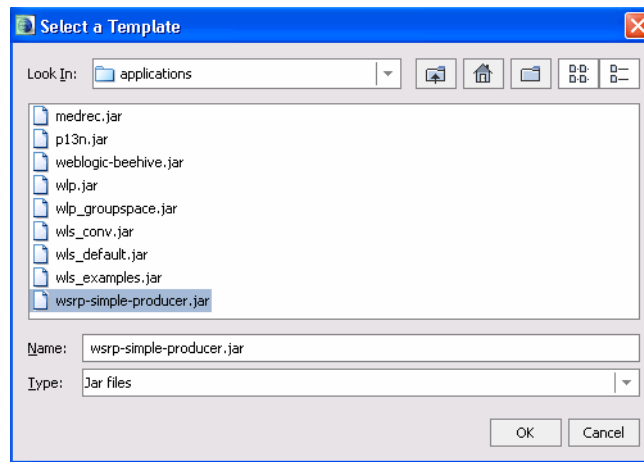 Select a Template
Look In: applications
medrec.jar
p13n.jar
weblogic-beehive.jar
wlp.jar
wlp_groupspace.jar
wls_conv.jar
wls_default.jar
wls_examples.jar
wsrp-simple-producer.jar
Name: wsrp-simple-producer.jar
Type: Jar files
OK Cancel